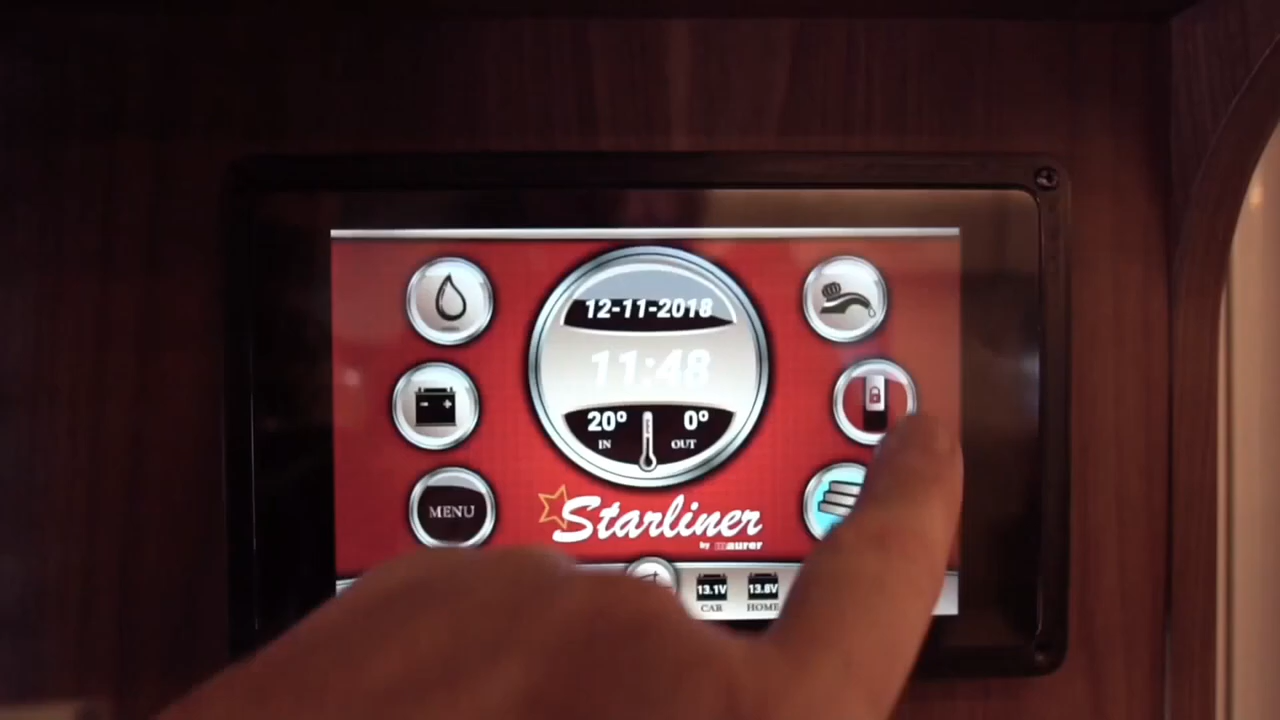 12-11-2018
11:48
20° 0°
IN OUT
MENU
Starliner
by maurer
13.1V 13.8V
CAR HOME